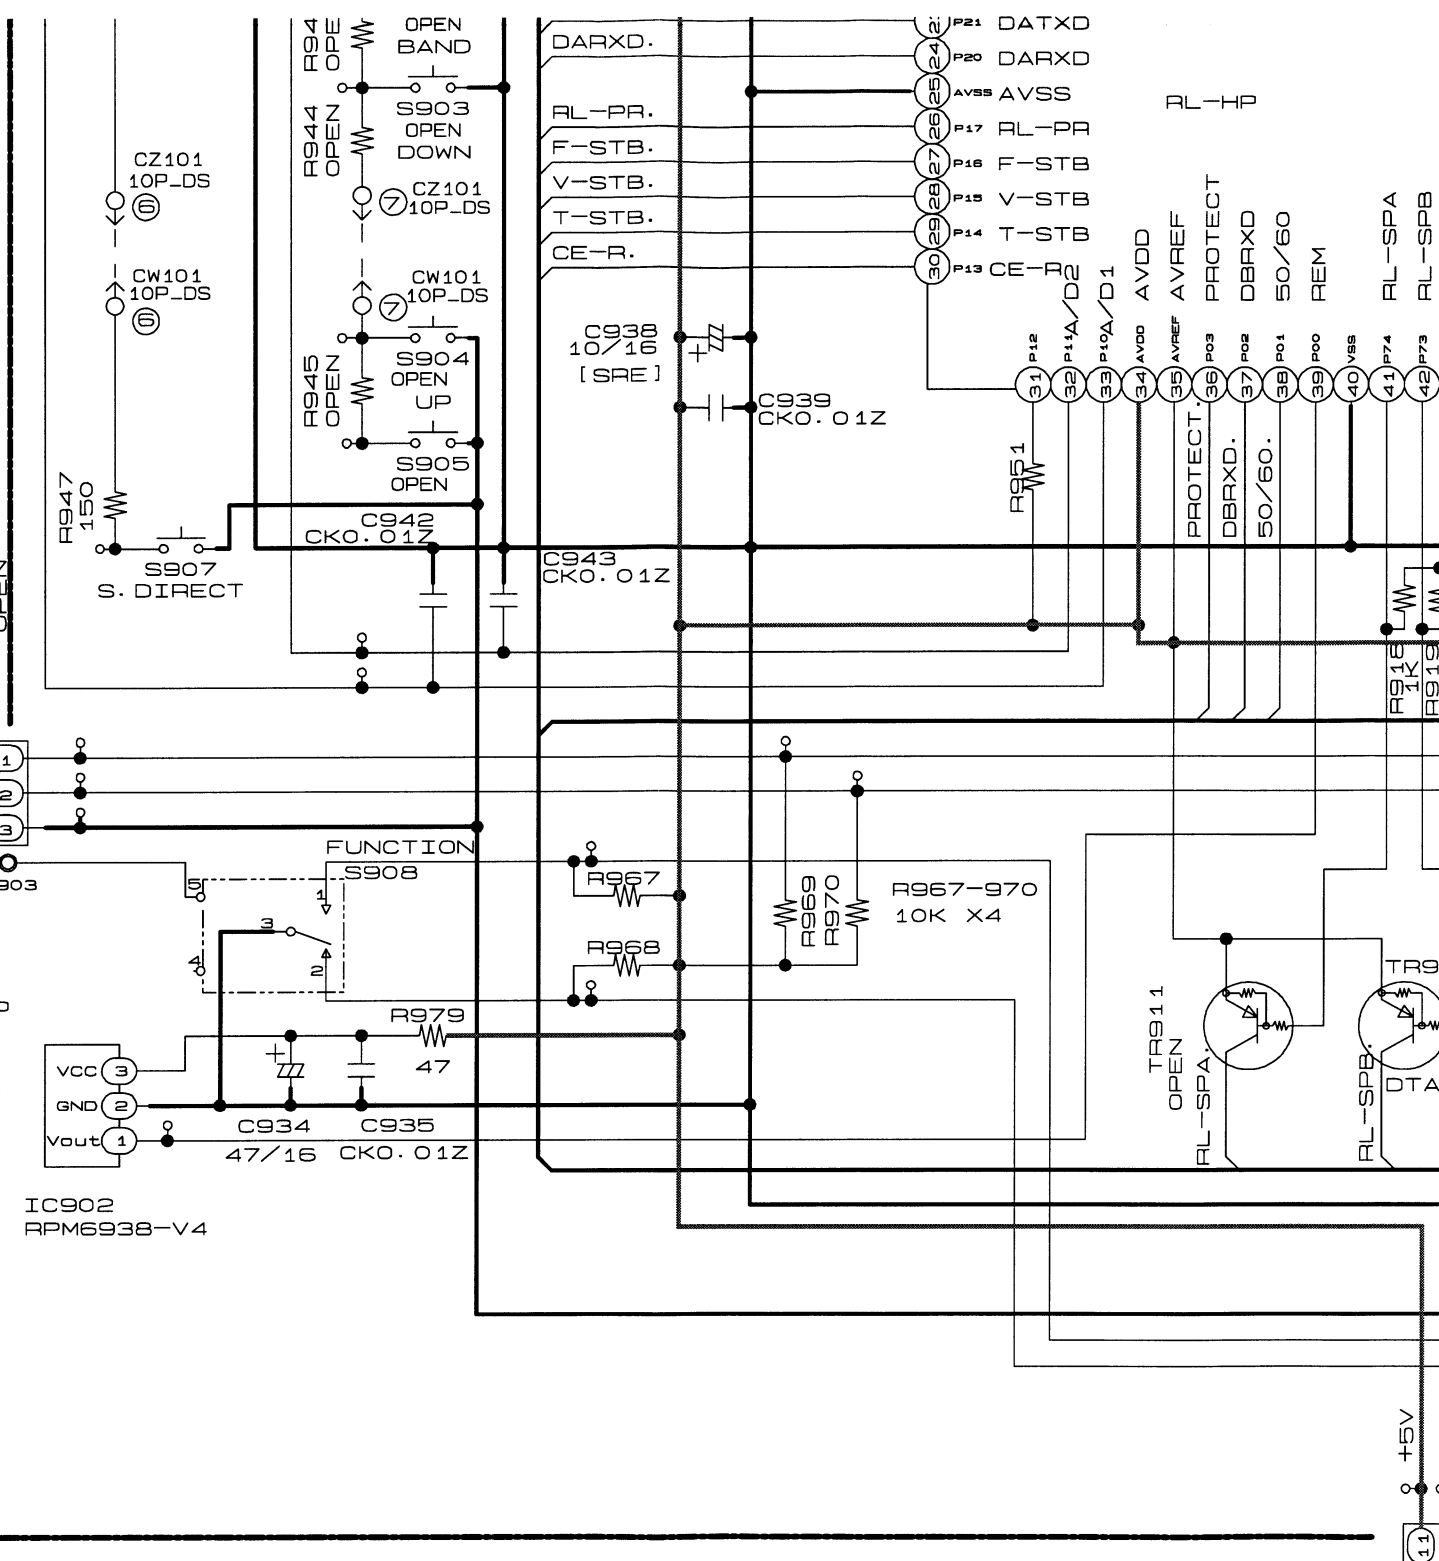 R94
OPE
OPEN
BAND
S903
R944
OPEN
OPEN
DOWN
CZ101
10P_DS
6
CW101
10P_DS
6
7
CZ101
10P_DS
CW101
10P_DS
7
S904
OPEN
UP
R945
OPEN
S905
OPEN
R947
150
S907
S.DIRECT
C942
CK0.01Z
C943
CK0.01Z
DARXD.
RL-PR.
F-STB.
V-STB.
T-STB.
CE-R.
P21 DATXD
24 P20 DARXD
25 AVSS AVSS
26 P17 RL-PR
27 P16 F-STB
28 P15 V-STB
29 P14 T-STB
30 P13 CE-R
RL-HP
C938
10/16
[SRE]
+
C939
CK0.01Z
31 P12
32 P11 A/D2
33 P10 A/D1
34 AVDD AVDD
35 AVREF AVREF
36 P03 PROTECT
37 P02 DBRXD
38 P01 50/60
39 P00 REM
40 VSS
41 P74 RL-SPA
42 P73 RL-SPB
R951
PROTECT.
DBRXD.
50/60.
R918
1K
R919
1
2
3
903
FUNCTION
S908
5
4
3
1
2
R967
R968
R969
R970
R967-970
10K X4
R979
47
VCC 3
GND 2
Vout 1
+
C934
47/16
C935
CK0.01Z
IC902
RPM6938-V4
TR911
OPEN
RL-SPA.
TR9
RL-SPB.
DTA
+5V
11